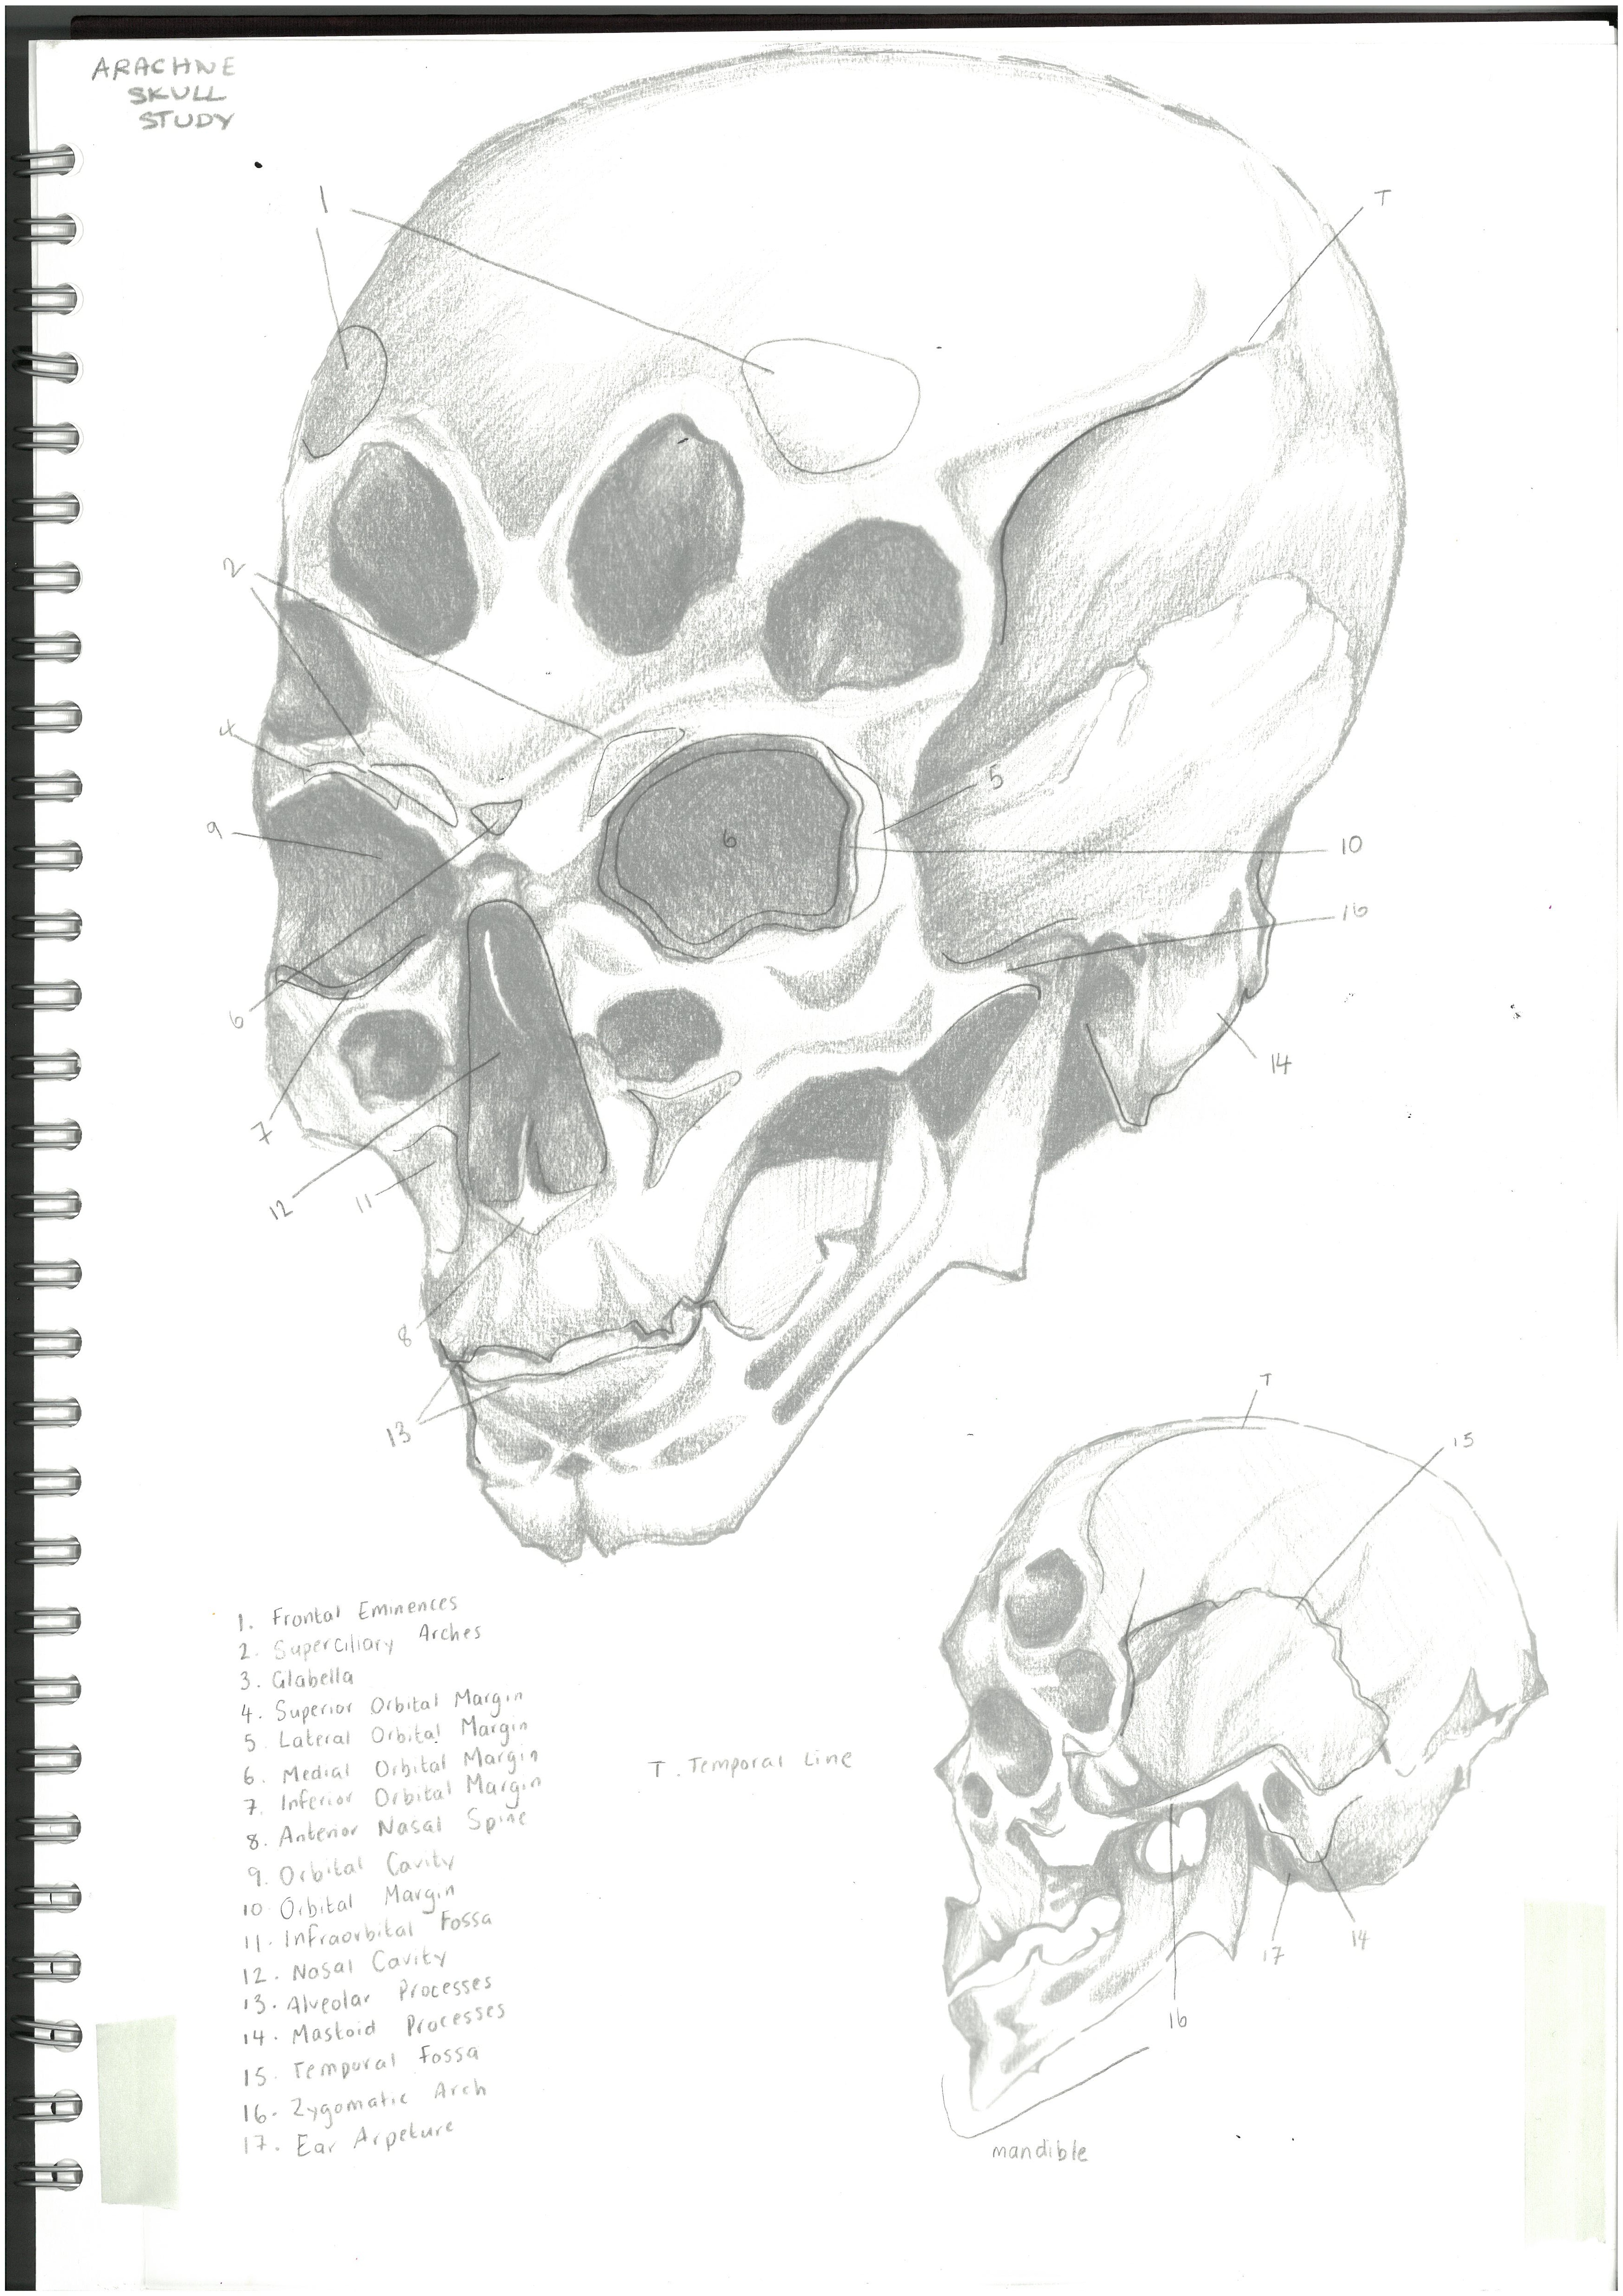 ARACHNE
SKULL
STUDY
1
T
2
4
5
9
6
10
16
6
14
7
12
11
8
13
T
15
1. Frontal Eminences
2. Superciliary Arches
3. Glabella
4. Superior Orbital Margin
5. Lateral Orbital Margin
6. Medial Orbital Margin
7. Inferior Orbital Margin
8. Anterior Nasal Spine
9. Orbital Cavity
10. Orbital Margin
11. Infraorbital Fossa
12. Nasal Cavity
13. Alveolar Processes
14. Mastoid Processes
15. Temporal Fossa
16. Zygomatic Arch
17. Ear Arpeture
T. Temporal Line
17
14
16
mandible